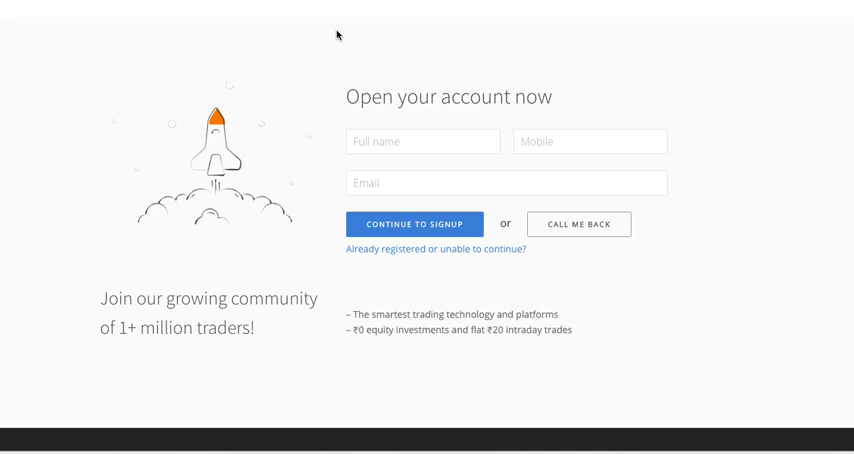 Open your account now
Full name
Mobile
Email
CONTINUE TO SIGNUP
or
CALL ME BACK
Already registered or unable to continue?
Join our growing community
of 1+ million traders!
– The smartest trading technology and platforms
– ₹0 equity investments and flat ₹20 intraday trades